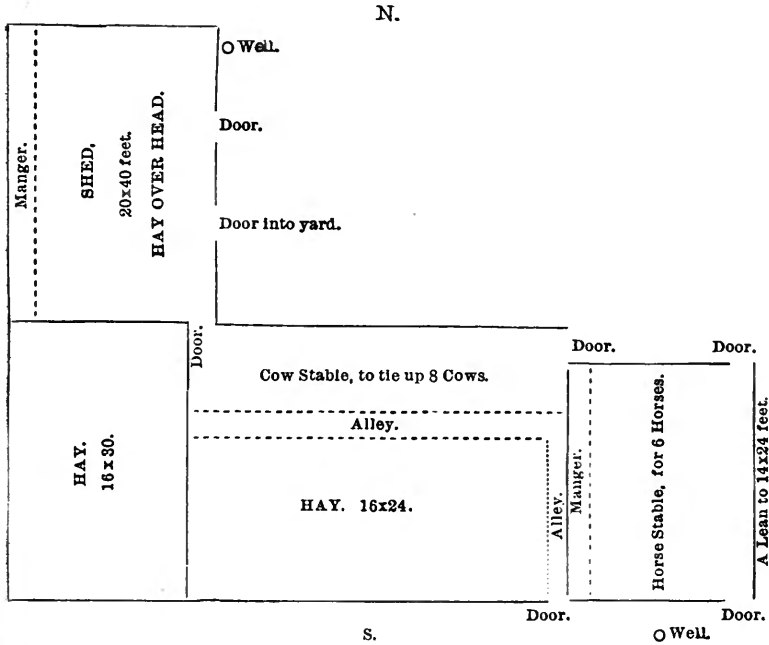 N.
Well.
Manger.
SHED,
20x40 feet.
HAY OVER HEAD.
Door.
Door into yard.
Door.
Cow Stable, to tie up 8 Cows.
Alley.
HAY.
16x30.
HAY. 16x24.
Alley.
Manger.
Door.
Door.
Horse Stable, for 6 Horses.
A Lean to 14x24 feet.
Door.
Door.
S.
Well.